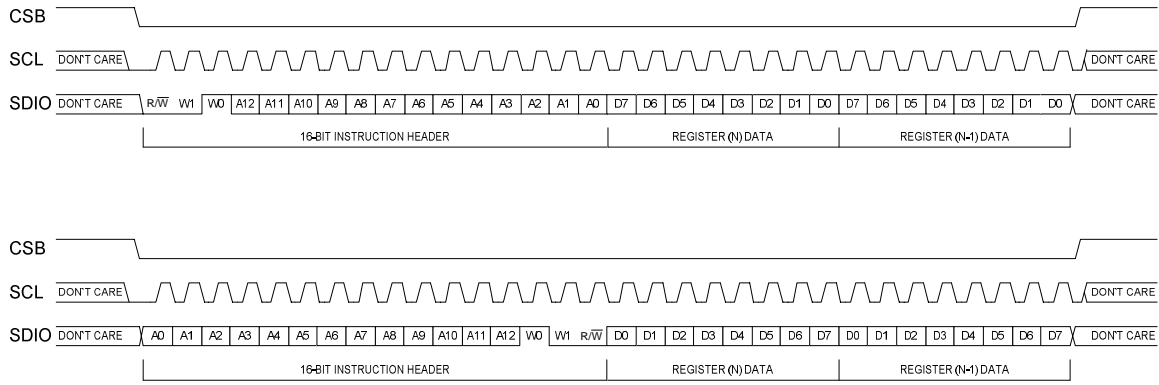 CSB
SCL DON'T CARE DON'T CARE
SDIO DON'T CARE R/W̅ W1 W0 A12 A11 A10 A9 A8 A7 A6 A5 A4 A3 A2 A1 A0 D7 D6 D5 D4 D3 D2 D1 D0 D7 D6 D5 D4 D3 D2 D1 D0 DON'T CARE
16-BIT INSTRUCTION HEADER REGISTER (N) DATA REGISTER (N-1) DATA
CSB
SCL DON'T CARE DON'T CARE
SDIO DON'T CARE A0 A1 A2 A3 A4 A5 A6 A7 A8 A9 A10 A11 A12 W0 W1 R/W̅ D0 D1 D2 D3 D4 D5 D6 D7 D0 D1 D2 D3 D4 D5 D6 D7 DON'T CARE
16-BIT INSTRUCTION HEADER REGISTER (N) DATA REGISTER (N-1) DATA